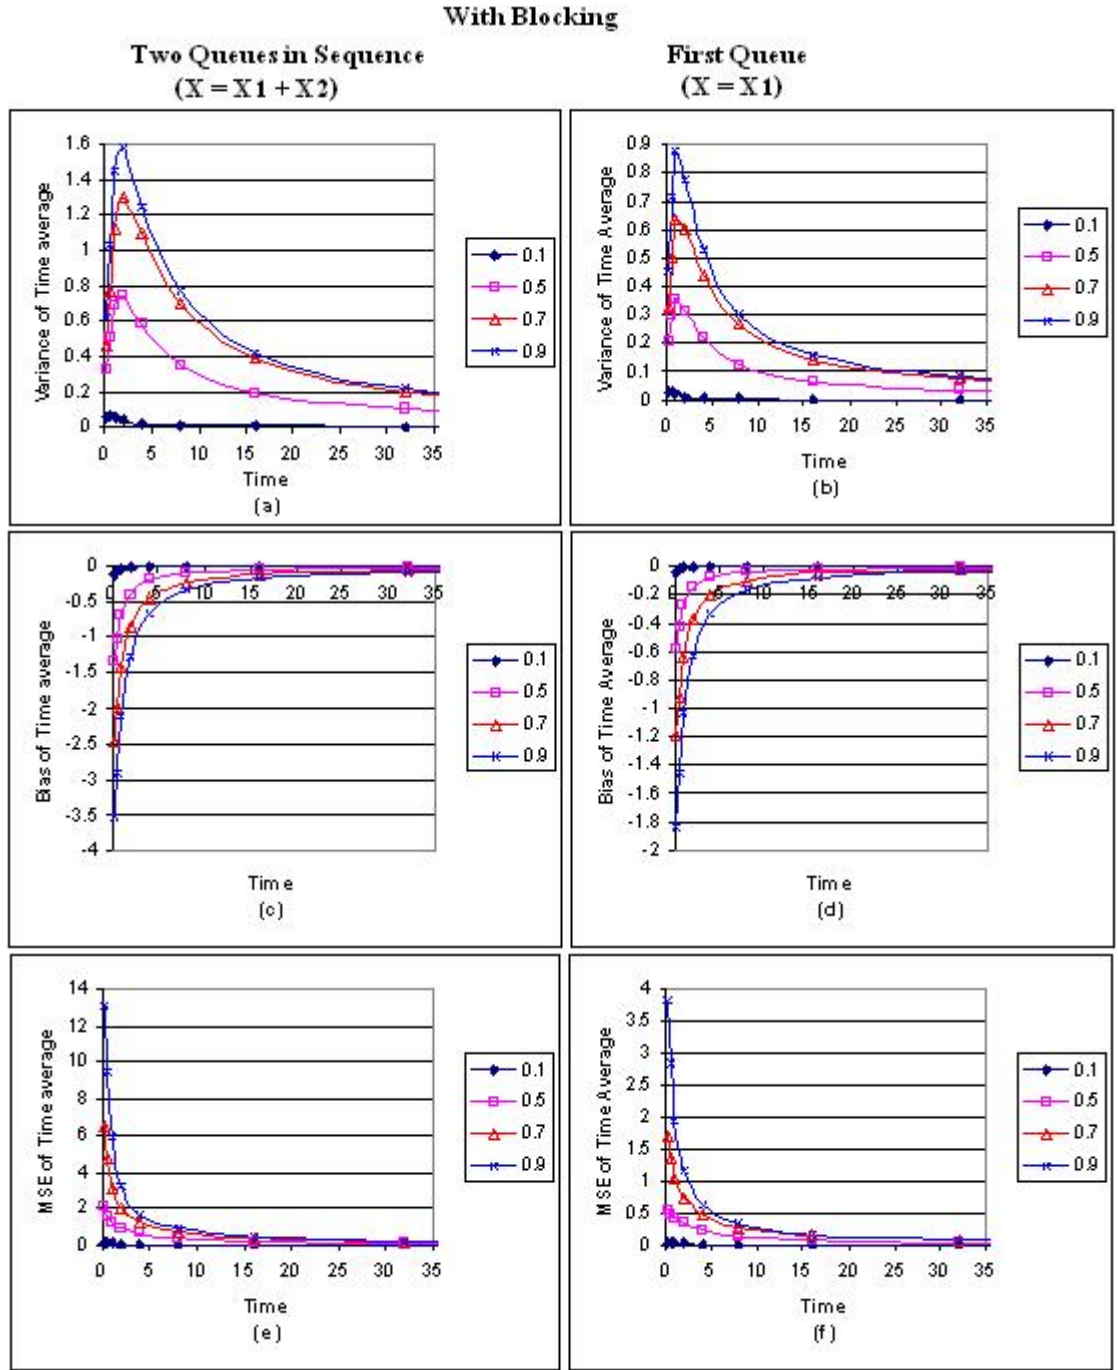 With Blocking
Two Queues in Sequence
(X = X1 + X2)
First Queue
(X = X1)
Variance of Time average
1.6
1.4
1.2
1
0.8
0.6
0.4
0.2
0
0 5 10 15 20 25 30 35
Time
(a)
0.1
0.5
0.7
0.9
Variance of Time Average
0.9
0.8
0.7
0.6
0.5
0.4
0.3
0.2
0.1
0
0 5 10 15 20 25 30 35
Time
(b)
0.1
0.5
0.7
0.9
Bias of Time average
0
-0.5
-1
-1.5
-2
-2.5
-3
-3.5
-4
0 5 10 15 20 25 30 35
Time
(c)
0.1
0.5
0.7
0.9
Bias of Time Average
0
-0.2
-0.4
-0.6
-0.8
-1
-1.2
-1.4
-1.6
-1.8
-2
0 5 10 15 20 25 30 35
Time
(d)
0.1
0.5
0.7
0.9
MSE of Time average
14
12
10
8
6
4
2
0
0 5 10 15 20 25 30 35
Time
(e)
0.1
0.5
0.7
0.9
MSE of Time Average
4
3.5
3
2.5
2
1.5
1
0.5
0
0 5 10 15 20 25 30 35
Time
(f)
0.1
0.5
0.7
0.9